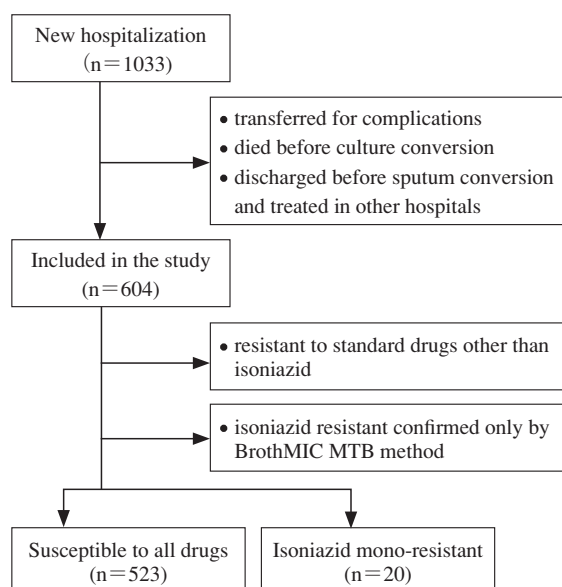 New hospitalization
(n＝1033)
• transferred for complications
• died before culture conversion
• discharged before sputum conversion
and treated in other hospitals
Included in the study
(n＝604)
• resistant to standard drugs other than
isoniazid
• isoniazid resistant confirmed only by
BrothMIC MTB method
Susceptible to all drugs
(n＝523)
Isoniazid mono-resistant
(n＝20)